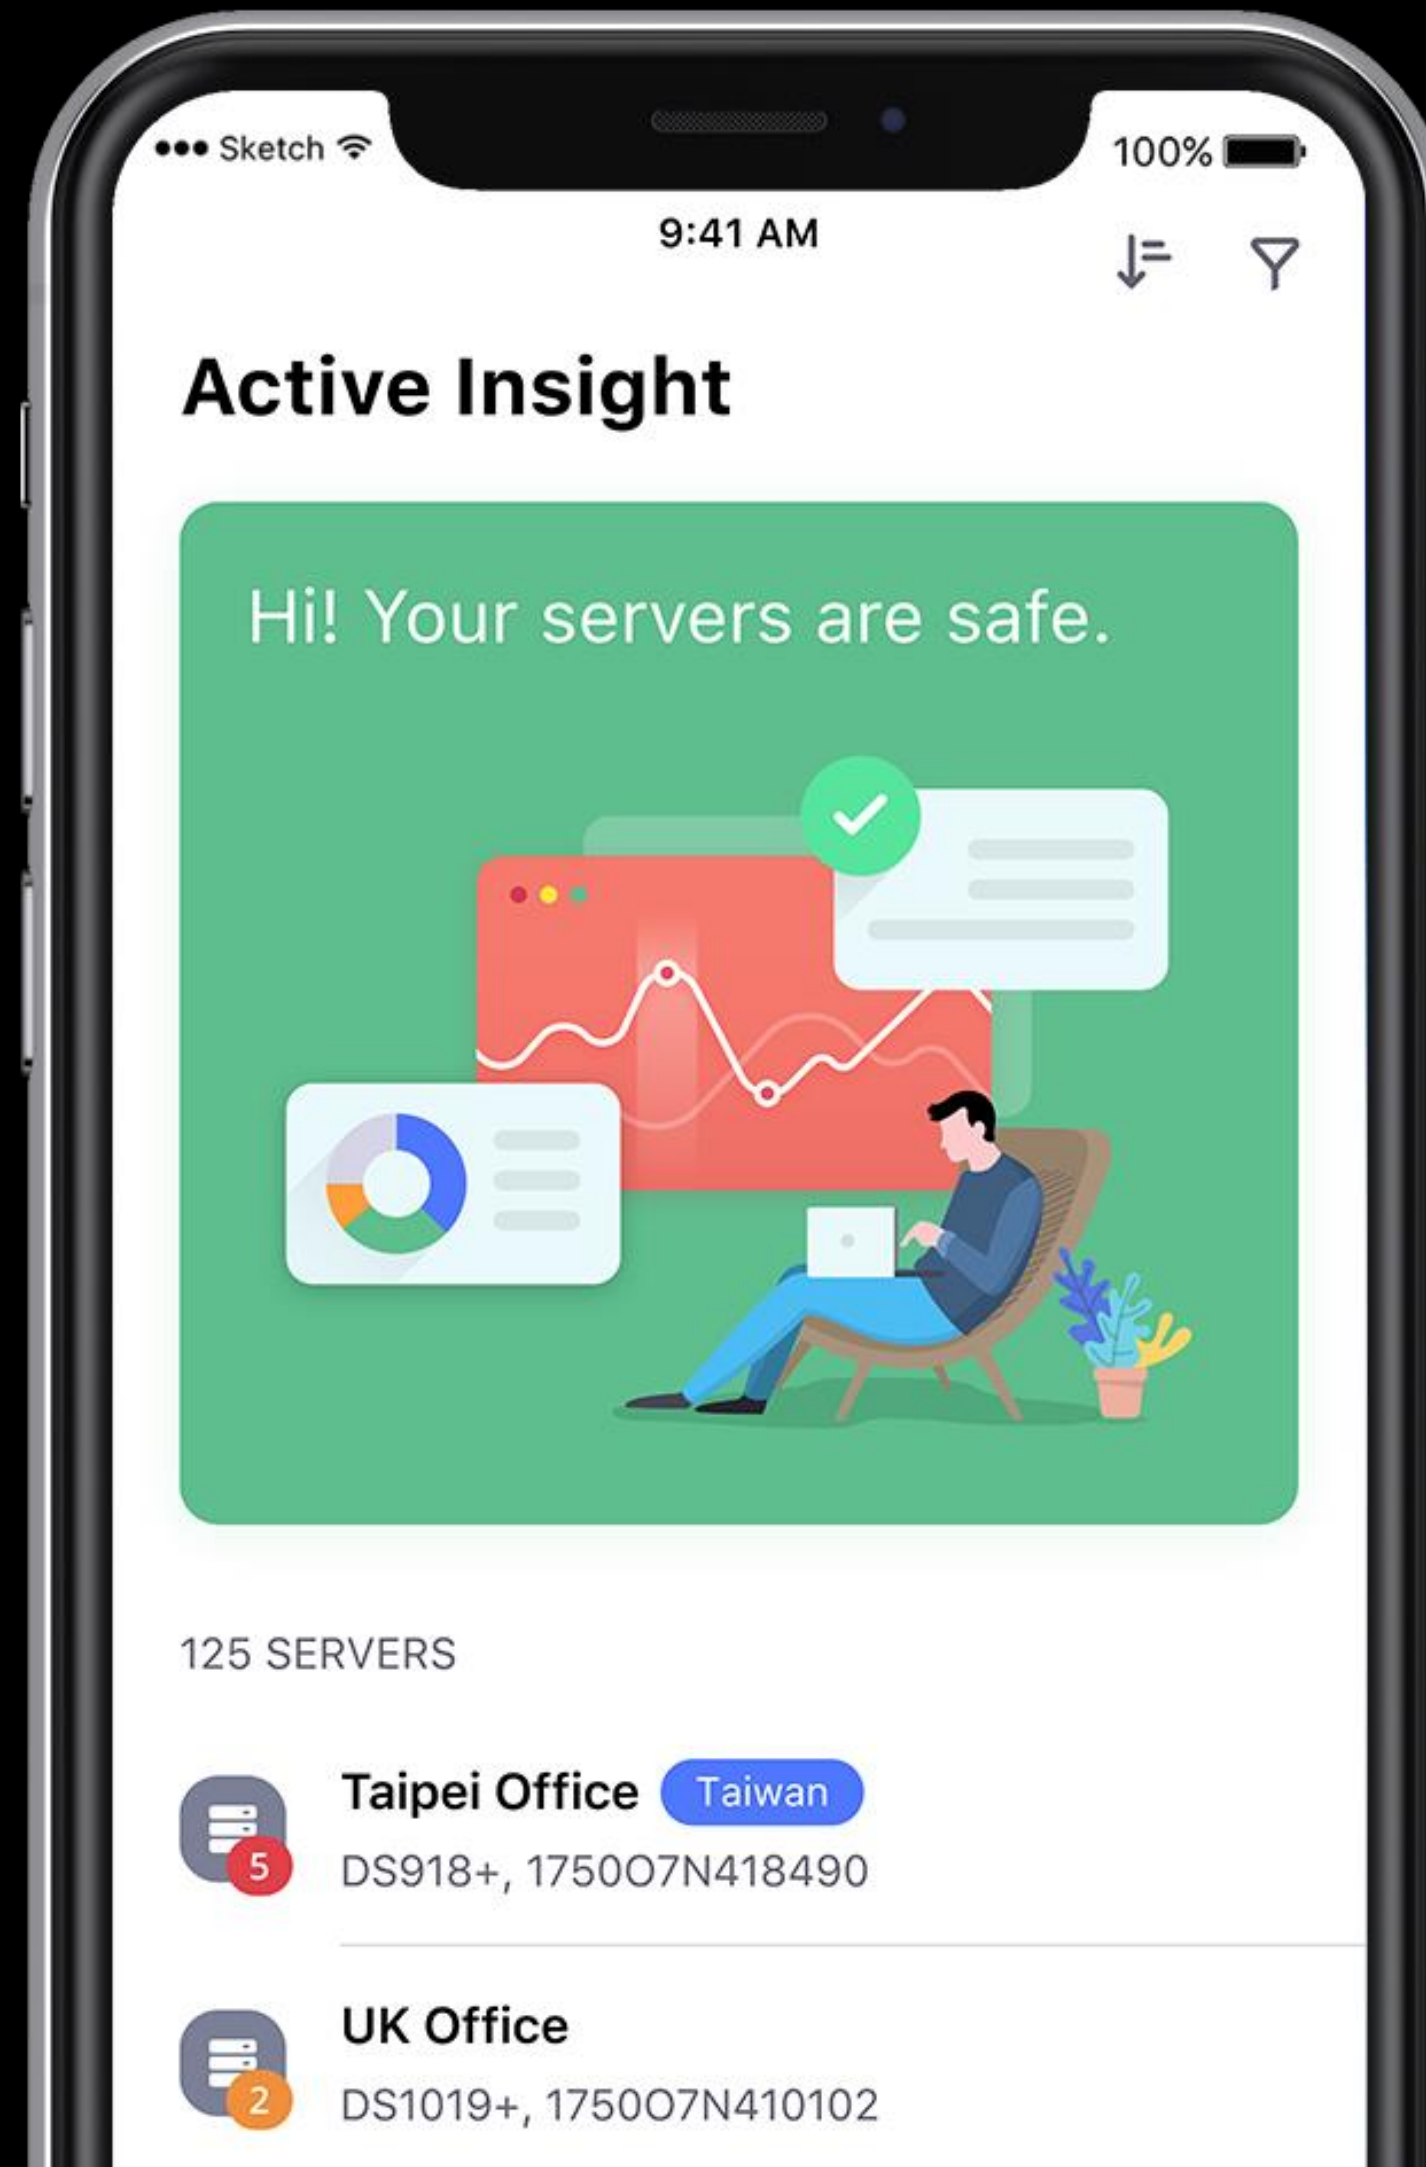 Sketch
100%
9:41 AM
Active Insight
Hi! Your servers are safe.
125 SERVERS
Taipei Office Taiwan
5
DS918+, 1750O7N418490
UK Office
2
DS1019+, 1750O7N410102